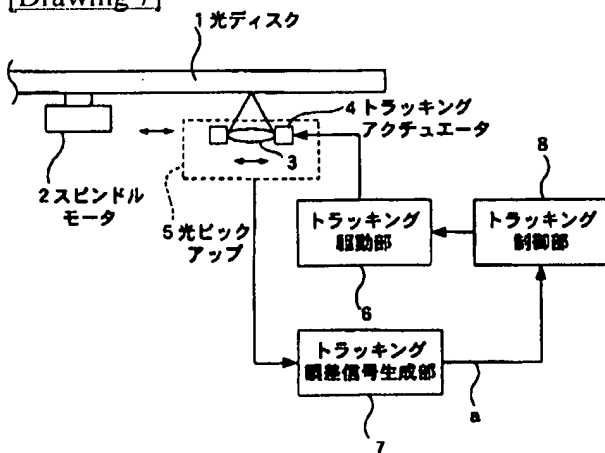 [Drawing 7]
1 光ディスク
4 トラッキング
アクチュエータ
3
2 スピンドル
モータ
5 光ピック
アップ
8
トラッキング
駆動部
トラッキング
制御部
6
トラッキング
誤差信号生成部
a
7